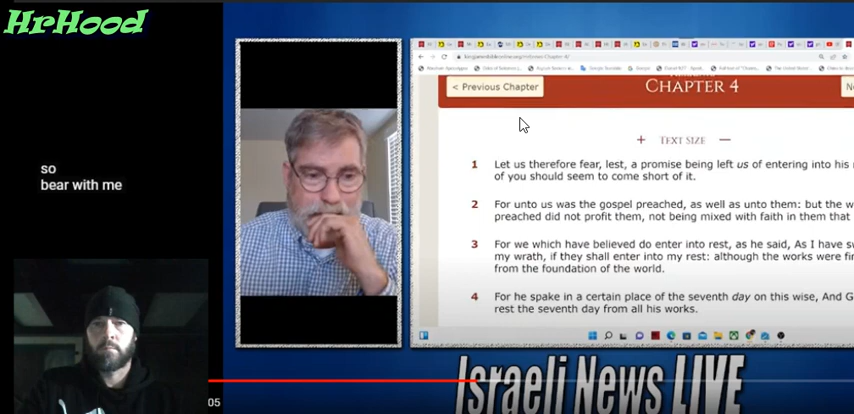 HrHood
< Previous Chapter
CHAPTER 4
+ TEXT SIZE —
so
bear with me
1 Let us therefore fear, lest, a promise being left us of entering into his
of you should seem to come short of it.
2 For unto us was the gospel preached, as well as unto them: but the w
preached did not profit them, not being mixed with faith in them that
3 For we which have believed do enter into rest, as he said, As I have sw
my wrath, if they shall enter into my rest: although the works were fin
from the foundation of the world.
4 For he spake in a certain place of the seventh day on this wise, And G
rest the seventh day from all his works.
05
Israeli News LIVE